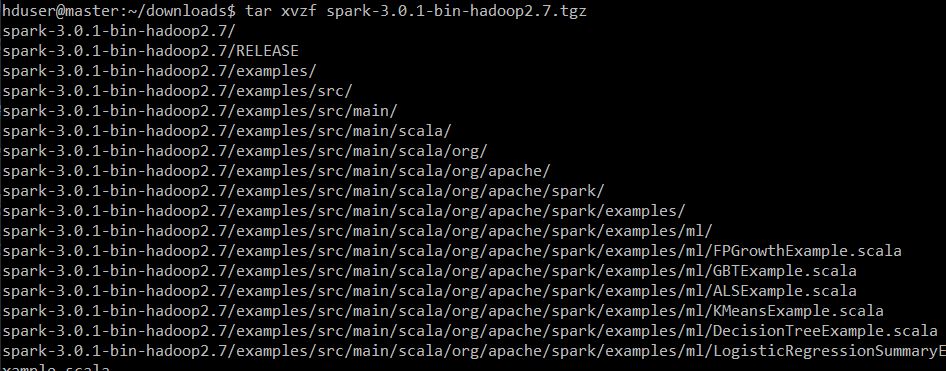 hduser@master:~/downloads$ tar xvzf spark-3.0.1-bin-hadoop2.7.tgz
spark-3.0.1-bin-hadoop2.7/
spark-3.0.1-bin-hadoop2.7/RELEASE
spark-3.0.1-bin-hadoop2.7/examples/
spark-3.0.1-bin-hadoop2.7/examples/src/
spark-3.0.1-bin-hadoop2.7/examples/src/main/
spark-3.0.1-bin-hadoop2.7/examples/src/main/scala/
spark-3.0.1-bin-hadoop2.7/examples/src/main/scala/org/
spark-3.0.1-bin-hadoop2.7/examples/src/main/scala/org/apache/
spark-3.0.1-bin-hadoop2.7/examples/src/main/scala/org/apache/spark/
spark-3.0.1-bin-hadoop2.7/examples/src/main/scala/org/apache/spark/examples/
spark-3.0.1-bin-hadoop2.7/examples/src/main/scala/org/apache/spark/examples/ml/
spark-3.0.1-bin-hadoop2.7/examples/src/main/scala/org/apache/spark/examples/ml/FPGrowthExample.scala
spark-3.0.1-bin-hadoop2.7/examples/src/main/scala/org/apache/spark/examples/ml/GBTExample.scala
spark-3.0.1-bin-hadoop2.7/examples/src/main/scala/org/apache/spark/examples/ml/ALSExample.scala
spark-3.0.1-bin-hadoop2.7/examples/src/main/scala/org/apache/spark/examples/ml/KMeansExample.scala
spark-3.0.1-bin-hadoop2.7/examples/src/main/scala/org/apache/spark/examples/ml/DecisionTreeExample.scala
spark-3.0.1-bin-hadoop2.7/examples/src/main/scala/org/apache/spark/examples/ml/LogisticRegressionSummaryE
xample.scala